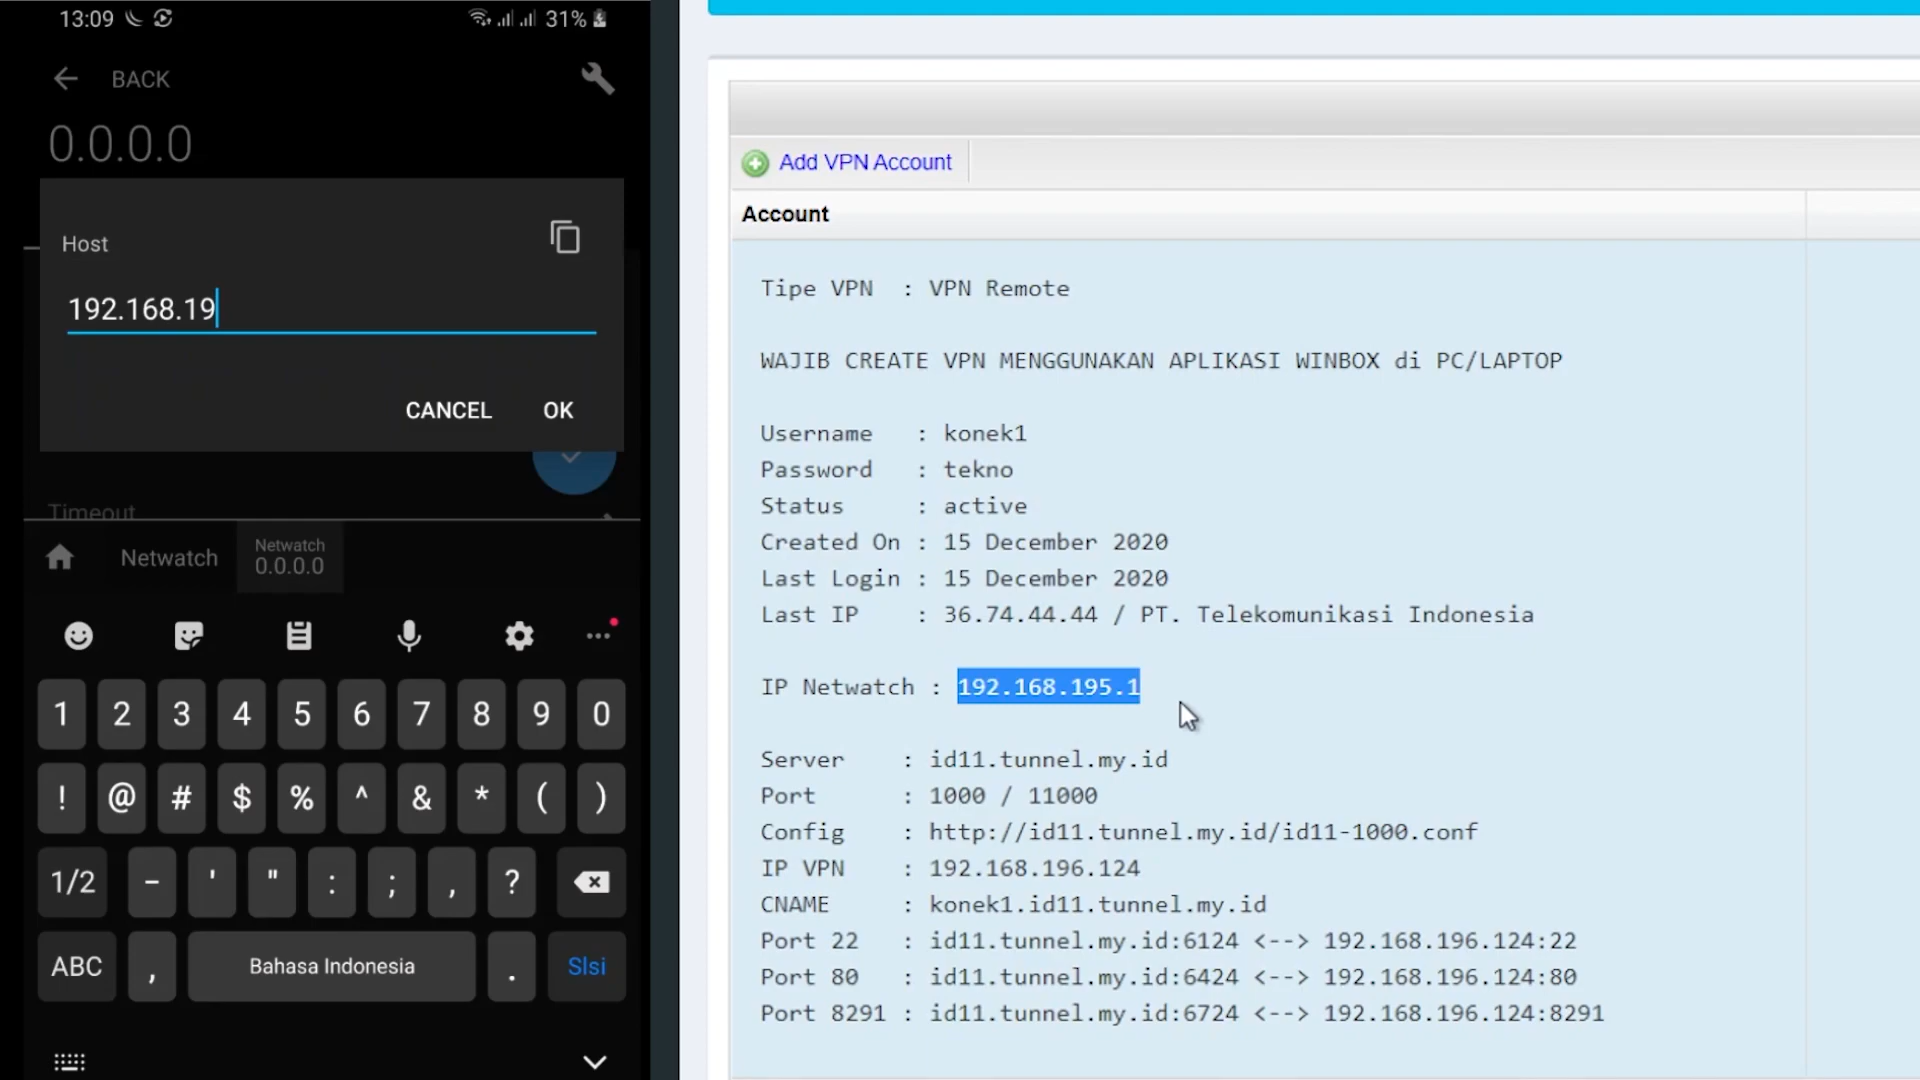 13:09
31%
BACK
0.0.0.0
Host
192.168.19
CANCEL OK
Timeout
Netwatch
Netwatch
0.0.0.0
1 2 3 4 5 6 7 8 9 0
! @ # $ % ^ & * ( )
1/2 - ' " : ; , ?
ABC , Bahasa Indonesia . Slsi
Add VPN Account
Account
Tipe VPN : VPN Remote
WAJIB CREATE VPN MENGGUNAKAN APLIKASI WINBOX di PC/LAPTOP
Username : konek1
Password : tekno
Status : active
Created On : 15 December 2020
Last Login : 15 December 2020
Last IP : 36.74.44.44 / PT. Telekomunikasi Indonesia
IP Netwatch : 192.168.195.1
Server : id11.tunnel.my.id
Port : 1000 / 11000
Config : http://id11.tunnel.my.id/id11-1000.conf
IP VPN : 192.168.196.124
CNAME : konek1.id11.tunnel.my.id
Port 22 : id11.tunnel.my.id:6124 <--> 192.168.196.124:22
Port 80 : id11.tunnel.my.id:6424 <--> 192.168.196.124:80
Port 8291 : id11.tunnel.my.id:6724 <--> 192.168.196.124:8291